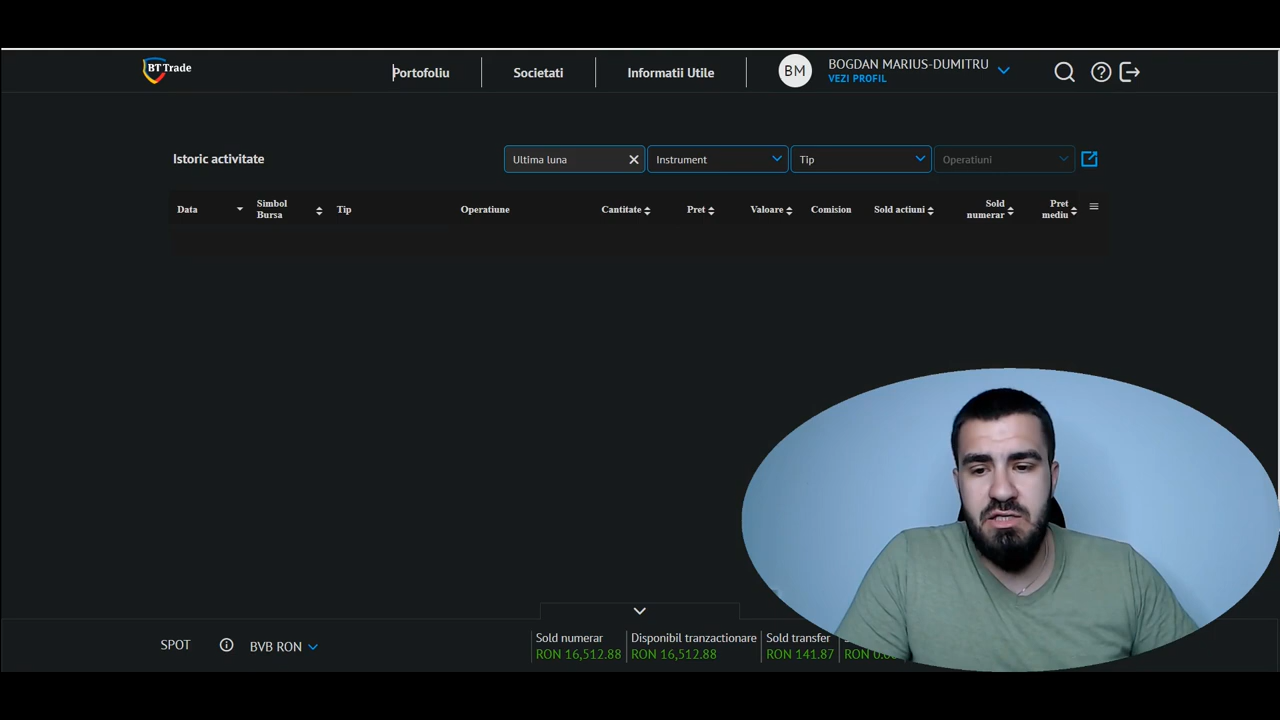 BT Trade
Portofoliu
Societati
Informatii Utile
BM
BOGDAN MARIUS-DUMITRU
VEZI PROFIL
Istoric activitate
Ultima luna
Instrument
Tip
Operatiuni
Data
Simbol
Bursa
Tip
Operatiune
Cantitate
Pret
Valoare
Comision
Sold actiuni
Sold
numerar
Pret
mediu
SPOT
BVB RON
Sold numerar
RON 16,512.88
Disponibil tranzactionare
RON 16,512.88
Sold transfer
RON 141.87
RON